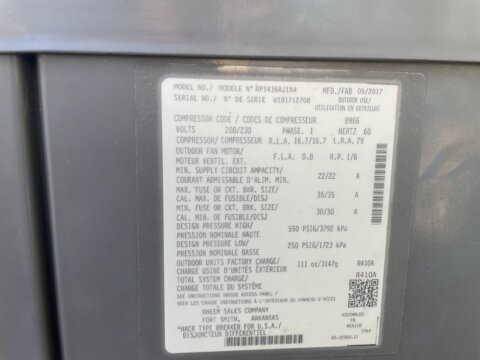 MODEL NO./ MODELE N° RP1436AJ1NA MFD./FAB 05/2017
SERIAL NO./ N° DE SERIE W181712708 OUTDOOR USE/
UTILISATION EN EXTÉRIEUR
COMPRESSOR CODE / CODES DE COMPRESSEUR 8966
VOLTS 208/230 PHASE. 1 HERTZ 60
COMPRESSOR/ COMPRESSOR R.L.A. 16.7/16.7 L.R.A. 79
OUTDOOR FAN MOTOR/
MOTEUR VENTIL. EXT. F.L.A. 0.8 H.P. 1/6
MIN. SUPPLY CIRCUIT AMPACITY/
COURANT ADMISSABLE D'ALIM. MIN. 22/22 A
MAX. FUSE OR CKT. BKR. SIZE/
CAL. MAX. DE FUSIBLE/DISJ 35/35 A
MIN. FUSE OR CKT. BRK. SIZE/
CAL. MIN. DE FUSIBLE/DISJ 30/30 A
DESIGN PRESSURE HIGH/
PRESSION NOMINALE HAUTE 550 PSIG/3792 kPa
DESIGN PRESSURE LOW/
PRESSION NOMINALE BASSE 250 PSIG/1723 kPa
OUTDOOR UNITS FACTORY CHARGE/
CHARGE USINE D'UNITÉS EXTÉRIEUR 111 oz/3147g R410A
TOTAL SYSTEM CHARGE/
CHARGE TOTALE DU SYSTÈME R410A
SEE INSTRUCTIONS INSIDE ACCESS PANEL/
VOIR INSTRUCTIONS À L'INTÉRIEUR DU PANNEAU D'ACCÈS
RHEEM SALES COMPANY
FORT SMITH, ARKANSAS
ASSEMBLED IN
MEXICO
*HACR TYPE BREAKER FOR U.S.A./
DISJONCTEUR DIFFERENTIEL
92-22253-17